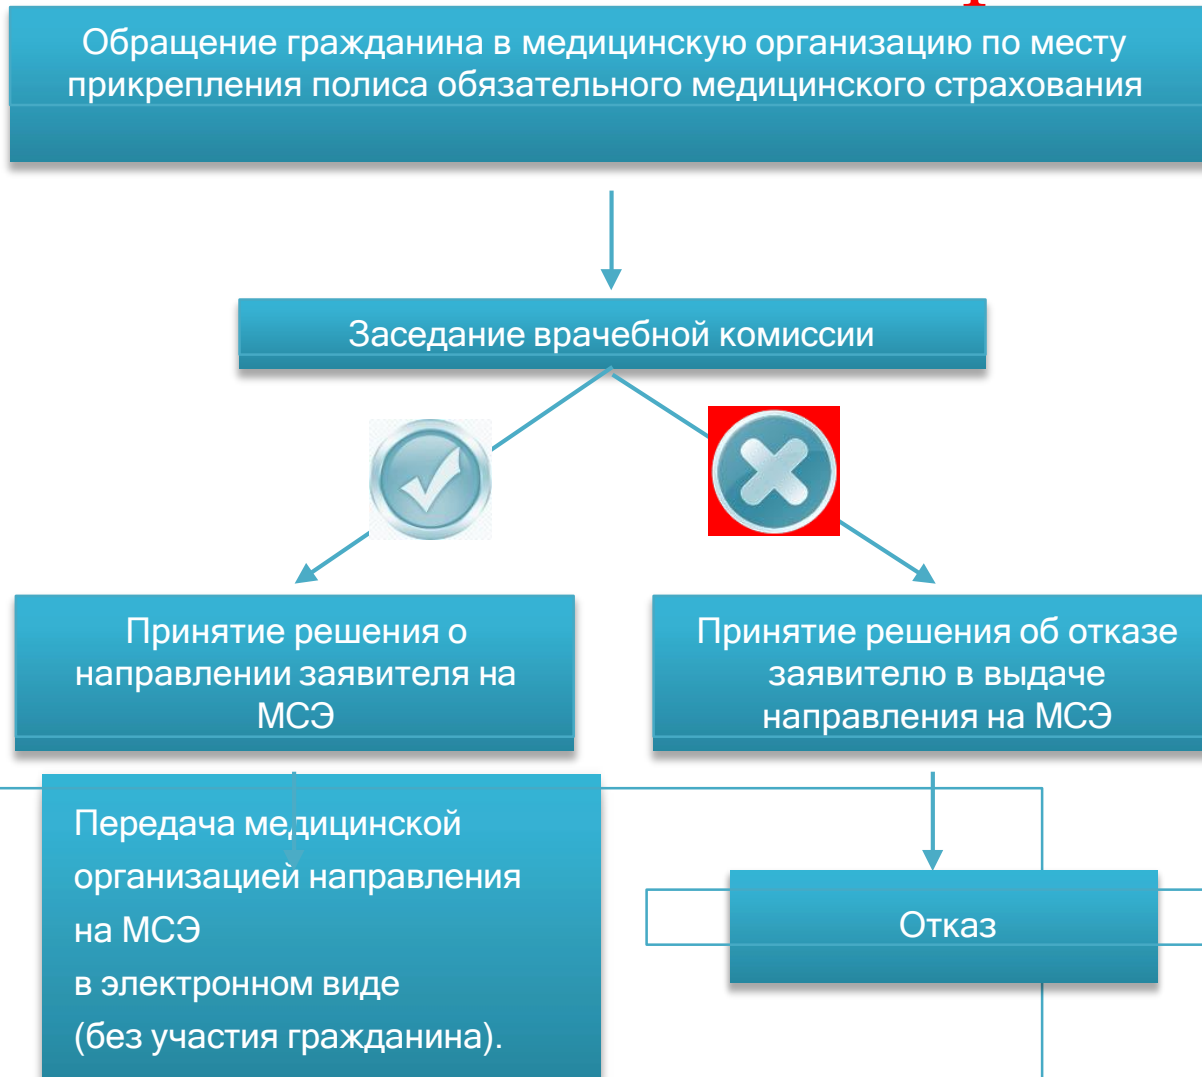 Обращение гражданина в медицинскую организацию по месту
прикрепления полиса обязательного медицинского страхования
Заседание врачебной комиссии
Принятие решения о
направлении заявителя на
МСЭ
Принятие решения об отказе
заявителю в выдаче
направления на МСЭ
Передача медицинской
организацией направления
на МСЭ
в электронном виде
(без участия гражданина).
Отказ